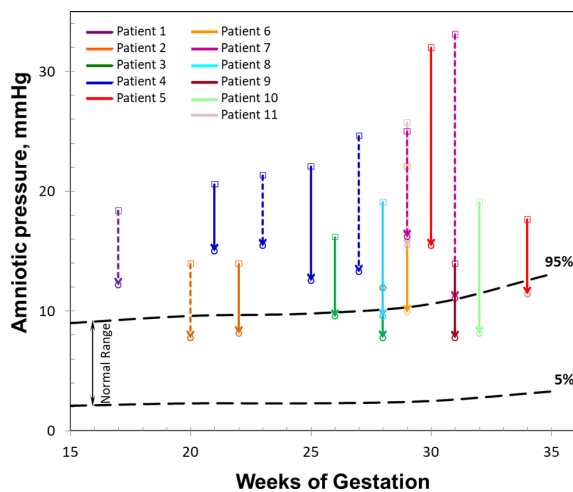 Amniotic pressure, mmHg
30
20
10
0
Patient 1
Patient 2
Patient 3
Patient 4
Patient 5
Patient 6
Patient 7
Patient 8
Patient 9
Patient 10
Patient 11
95%
5%
Normal Range
15
20
25
30
35
Weeks of Gestation